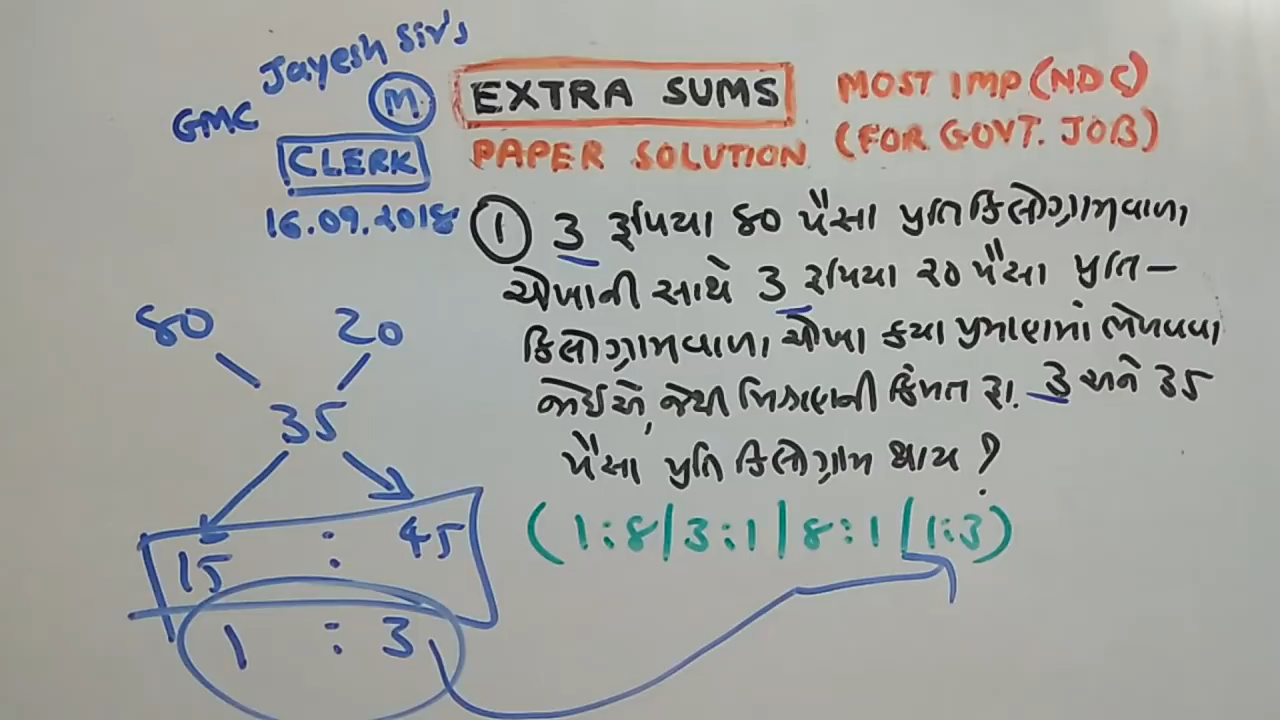 Jayesh Sir's
GMC M
CLERK
16.09.2018
EXTRA SUMS
PAPER SOLUTION
MOST IMP (NDC)
(FOR GOVT. JOB)
1 3 રૂપિયા ૪૦ પૈસા પ્રતિકિલોગ્રામવાળા
ચોખાની સાથે 3 રૂપિયા ૨૦ પૈસા પ્રતિ-
કિલોગ્રામવાળા ચોખા કયા પ્રમાણમાં ભેળવવા
જોઈએ, જેથી મિશ્રણની કિંમત રૂા. 3 અને 35
પૈસા પ્રતિ કિલોગ્રામ થાય ?
(1:8/3:1/8:1/1:3)
80 20
35
15 : 45
1 : 3